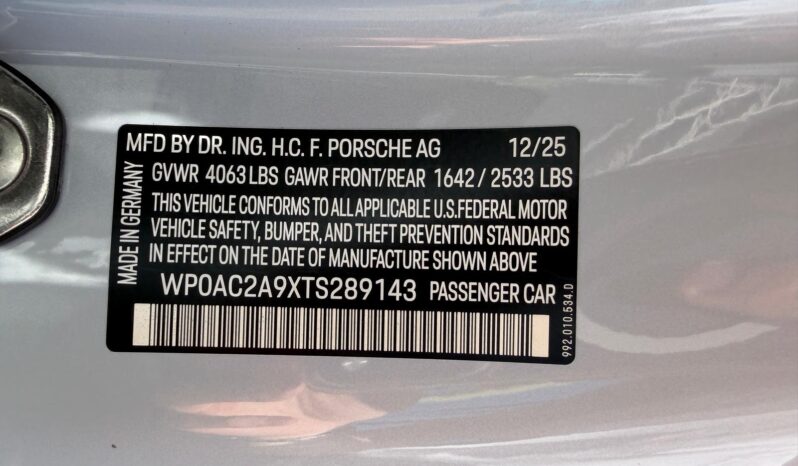 MFD BY DR. ING. H.C. F. PORSCHE AG 12/25
GVWR 4063 LBS GAWR FRONT/REAR 1642 / 2533 LBS
THIS VEHICLE CONFORMS TO ALL APPLICABLE U.S.FEDERAL MOTOR
VEHICLE SAFETY, BUMPER, AND THEFT PREVENTION STANDARDS
IN EFFECT ON THE DATE OF MANUFACTURE SHOWN ABOVE
WP0AC2A9XTS289143 PASSENGER CAR
MADE IN GERMANY
992.010.534.D